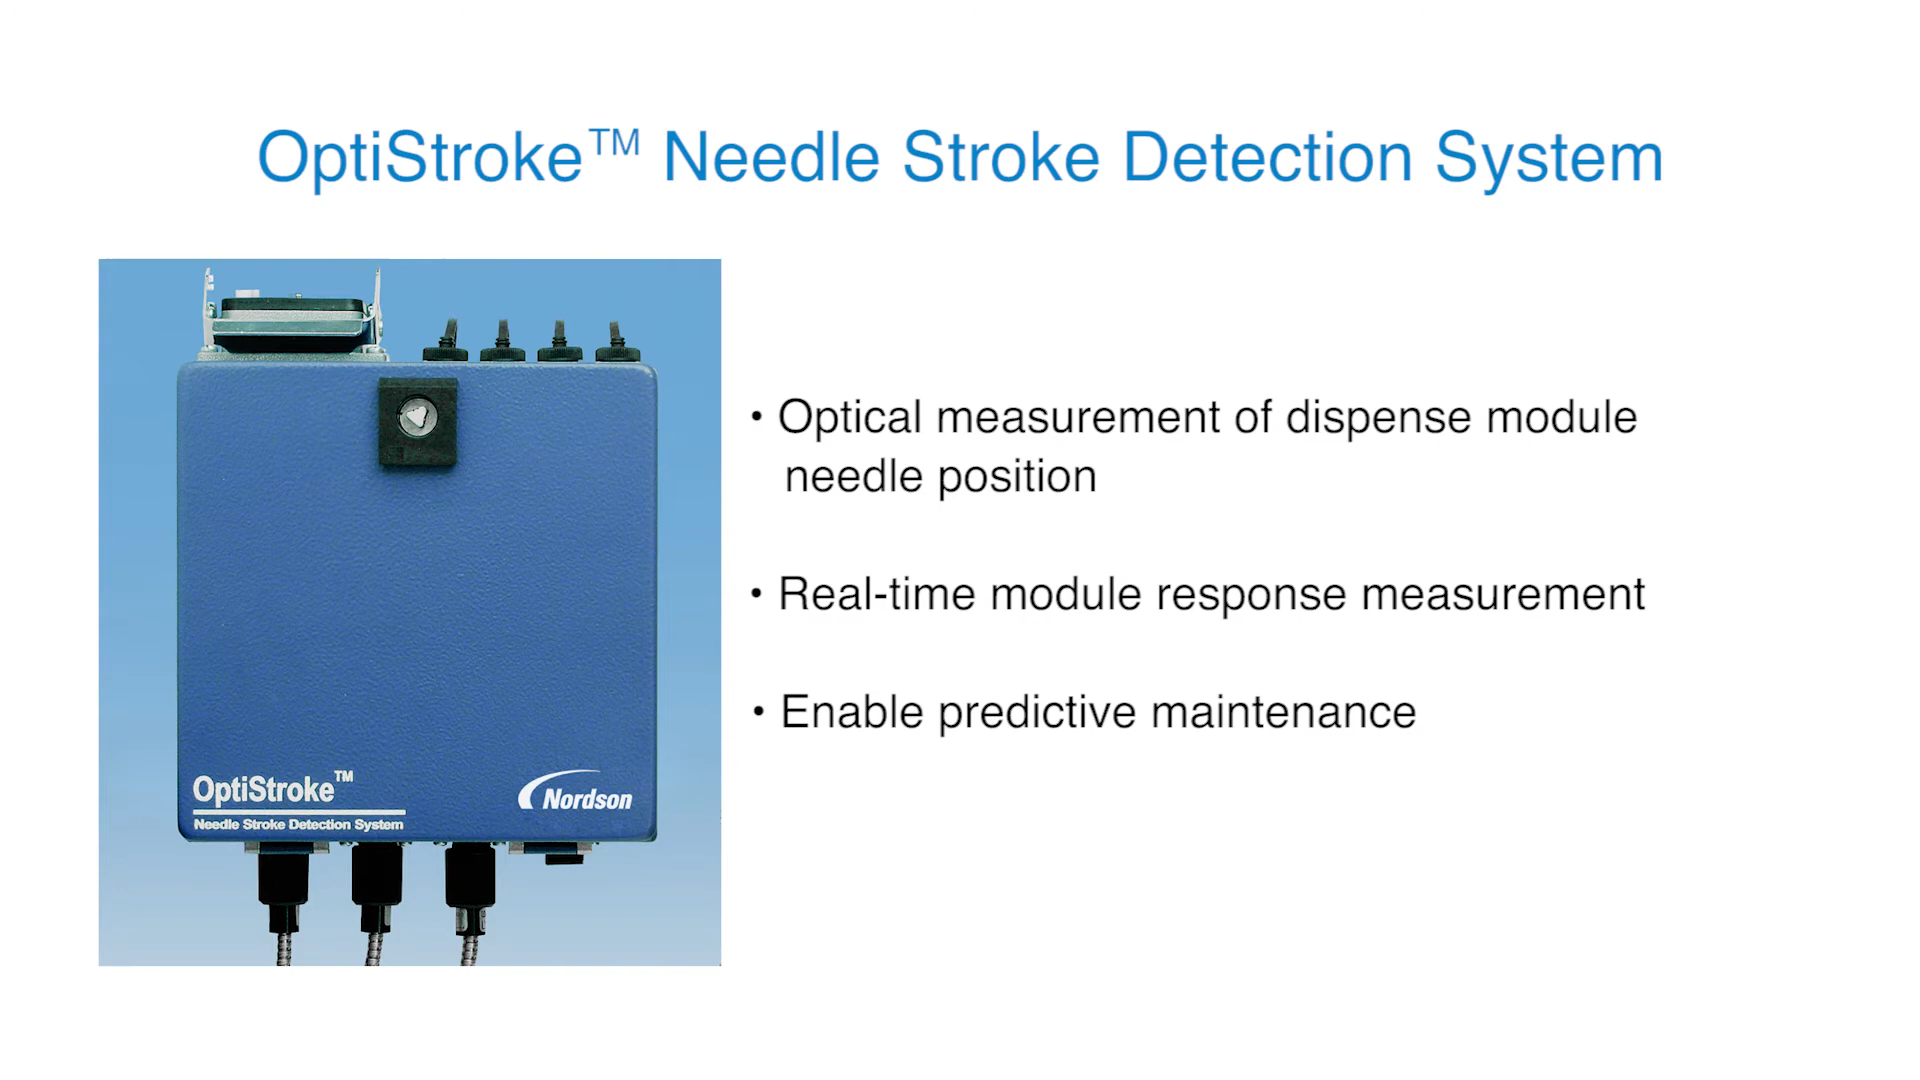 OptiStroke™ Needle Stroke Detection System
• Optical measurement of dispense module
needle position
• Real-time module response measurement
• Enable predictive maintenance
OptiStroke™
Needle Stroke Detection System
Nordson